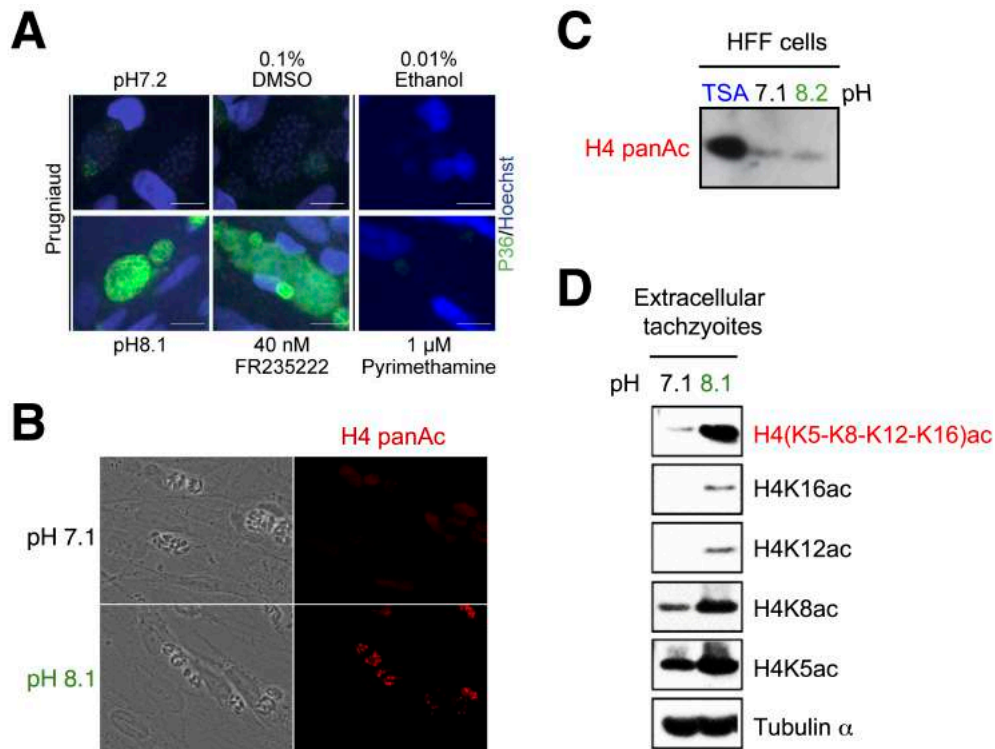 A
pH7.2
0.1%
DMSO
0.01%
Ethanol
Prugniaud
P36/Hoechst
pH8.1
40 nM
FR235222
1 µM
Pyrimethamine
B
H4 panAc
pH 7.1
pH 8.1
C
HFF cells
TSA 7.1 8.2 pH
H4 panAc
D
Extracellular
tachzyoites
pH 7.1 8.1
H4(K5-K8-K12-K16)ac
H4K16ac
H4K12ac
H4K8ac
H4K5ac
Tubulin α